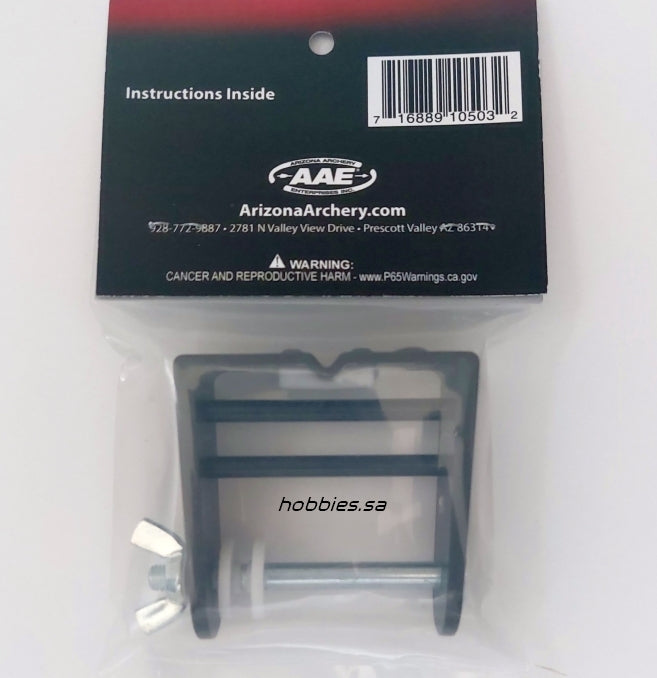 Instructions Inside
7 16889 10503 2
ARIZONA ARCHERY
AAE
ENTERPRISES INC.
ArizonaArchery.com
928-772-9887 • 2781 N Valley View Drive • Prescott Valley AZ 86314
WARNING:
CANCER AND REPRODUCTIVE HARM - www.P65Warnings.ca.gov
hobbies.sa